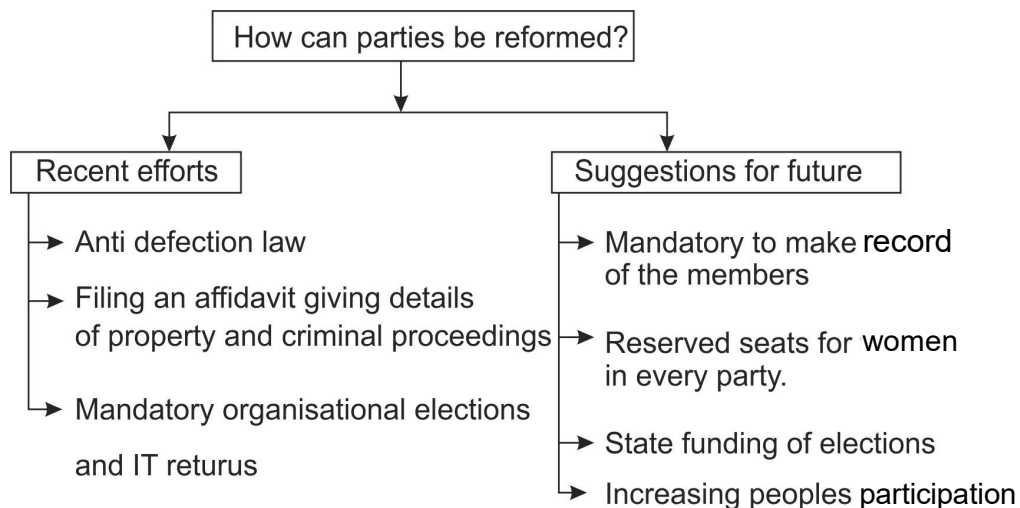 How can parties be reformed?
Recent efforts
Anti defection law
Filing an affidavit giving details
of property and criminal proceedings
Mandatory organisational elections
and IT returus
Suggestions for future
Mandatory to make record
of the members
Reserved seats for women
in every party.
State funding of elections
Increasing peoples participation